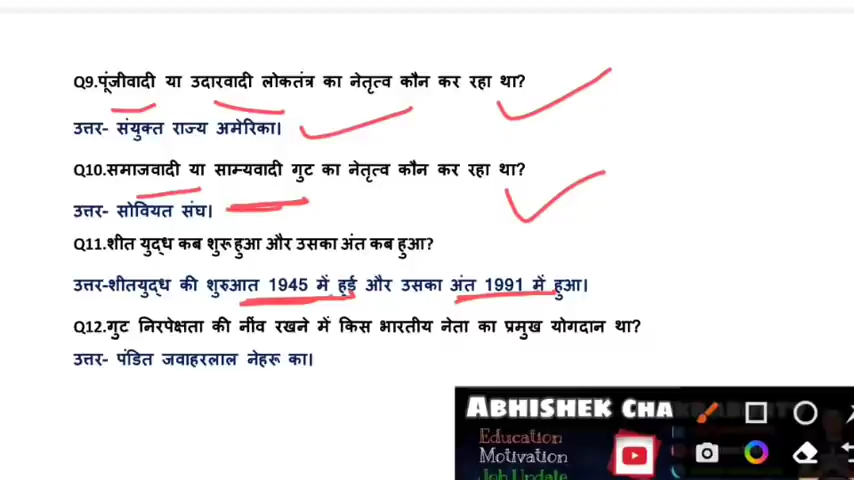 Q9.पूंजीवादी या उदारवादी लोकतंत्र का नेतृत्व कौन कर रहा था?
उत्तर- संयुक्त राज्य अमेरिका।
Q10.समाजवादी या साम्यवादी गुट का नेतृत्व कौन कर रहा था?
उत्तर- सोवियत संघ।
Q11.शीत युद्ध कब शुरू हुआ और उसका अंत कब हुआ?
उत्तर-शीतयुद्ध की शुरुआत 1945 में हुई और उसका अंत 1991 में हुआ।
Q12.गुट निरपेक्षता की नींव रखने में किस भारतीय नेता का प्रमुख योगदान था?
उत्तर- पंडित जवाहरलाल नेहरू का।
ABHISHEK CHA
Education
Motivation
Job Update